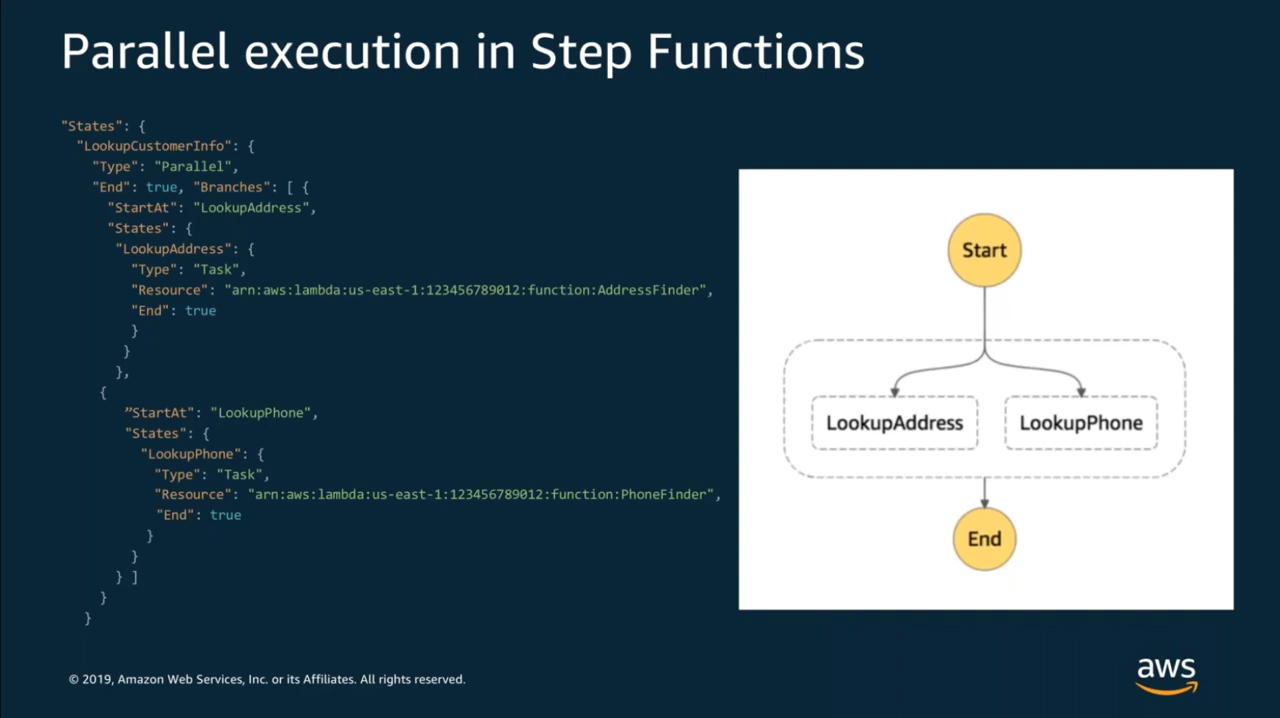 Parallel execution in Step Functions
"States": {
"LookupCustomerInfo": {
"Type": "Parallel",
"End": true, "Branches": [ {
"StartAt": "LookupAddress",
"States": {
"LookupAddress": {
"Type": "Task",
"Resource": "arn:aws:lambda:us-east-1:123456789012:function:AddressFinder",
"End": true
}
}
},
{
”StartAt": "LookupPhone",
"States": {
"LookupPhone": {
"Type": "Task",
"Resource": "arn:aws:lambda:us-east-1:123456789012:function:PhoneFinder",
"End": true
}
}
} ]
}
}
Start
LookupAddress
LookupPhone
End
© 2019, Amazon Web Services, Inc. or its Affiliates. All rights reserved.
aws